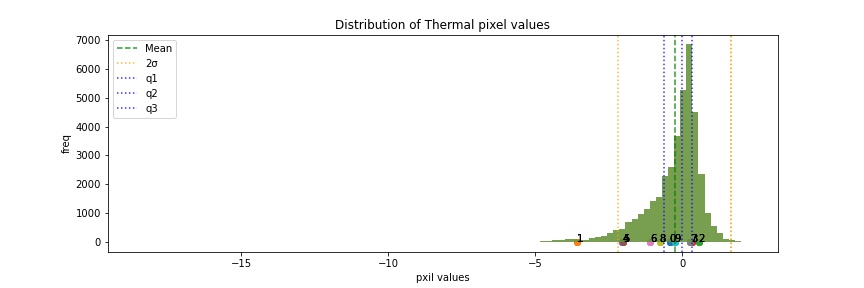 Distribution of Thermal pixel values
freq
7000
6000
5000
4000
3000
2000
1000
0
Mean
2σ
q1
q2
q3
1
6
8
0
9
2
−15
−10
−5
0
pxil values